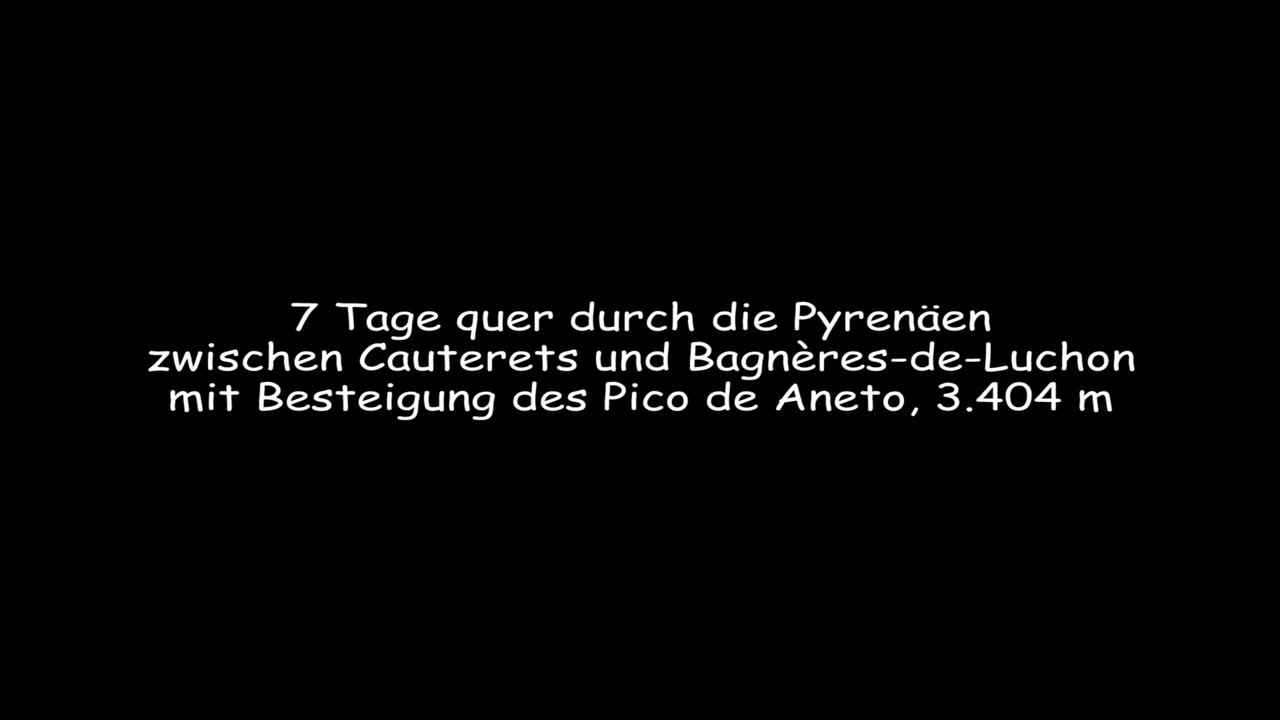 7 Tage quer durch die Pyrenäen
zwischen Cauterets und Bagnères-de-Luchon
mit Besteigung des Pico de Aneto, 3.404 m